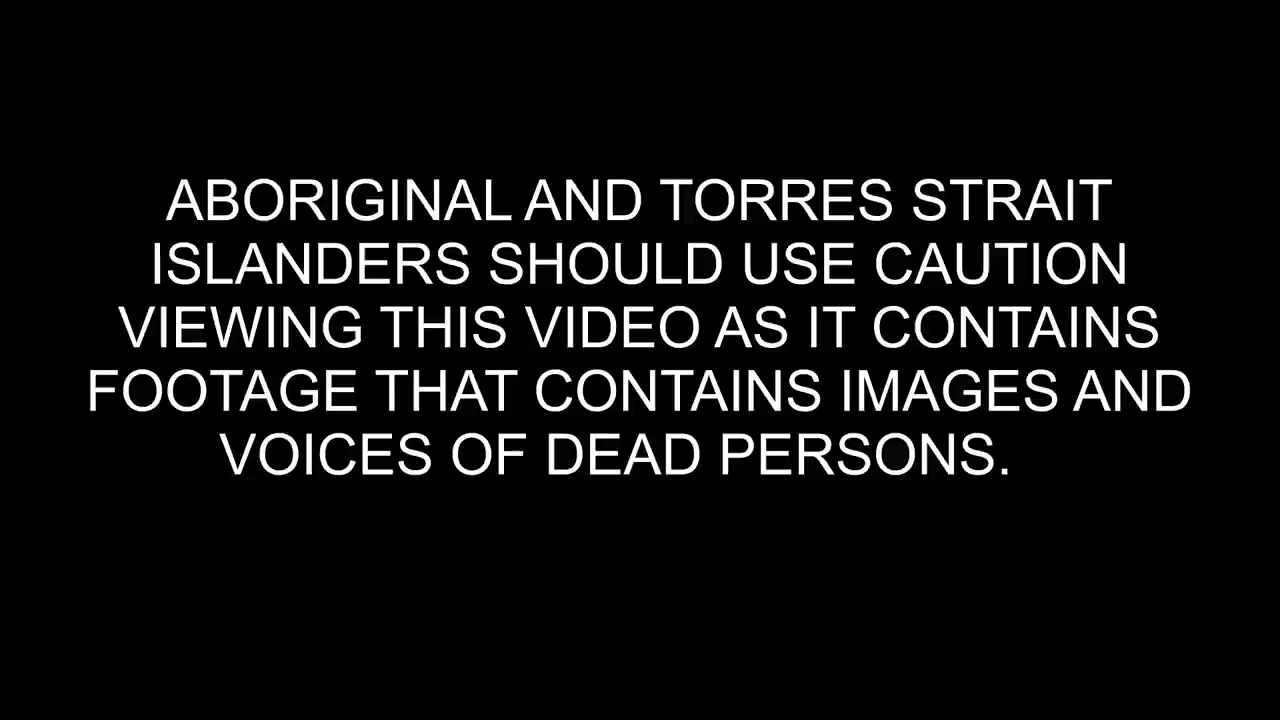 ABORIGINAL AND TORRES STRAIT
ISLANDERS SHOULD USE CAUTION
VIEWING THIS VIDEO AS IT CONTAINS
FOOTAGE THAT CONTAINS IMAGES AND
VOICES OF DEAD PERSONS.